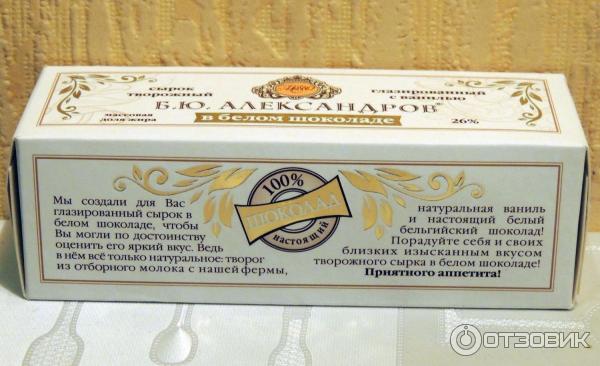 сырок
творожный
глазированный
с ванилью
Б.Ю. АЛЕКСАНДРОВ®
массовая
доля жира
в белом шоколаде
26%
Мы создали для Вас
глазированный сырок в
белом шоколаде, чтобы
Вы могли по достоинству
оценить его яркий вкус. Ведь
в нём всё только натуральное: творог
из отборного молока с нашей фермы,
100%
ШОКОЛАД
настоящий
натуральная ваниль
и настоящий белый
бельгийский шоколад!
Порадуйте себя и своих
близких изысканным вкусом
творожного сырка в белом шоколаде!
Приятного аппетита!
ОТЗОВИК